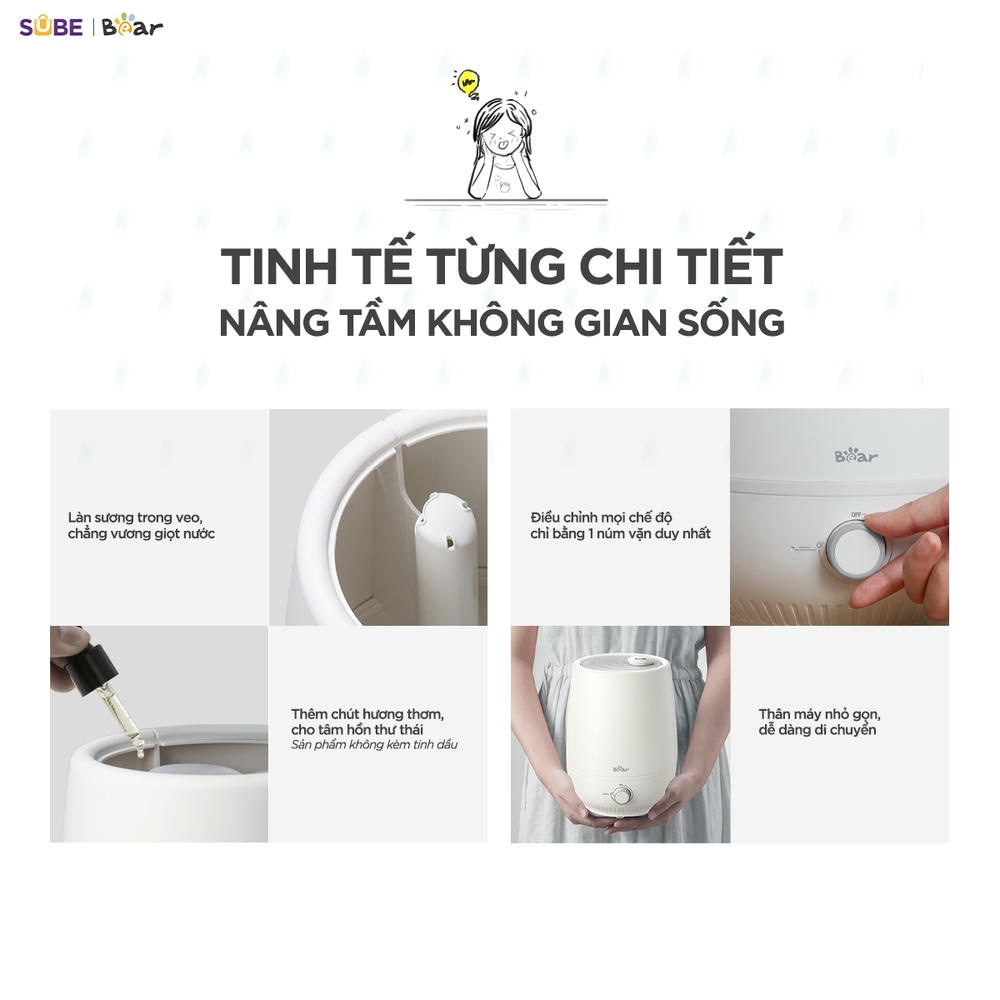 SUBE | Bear
TINH TẾ TỪNG CHI TIẾT
NÂNG TẦM KHÔNG GIAN SỐNG
Làn sương trong veo,
chẳng vương giọt nước
Bear
OFF
Điều chỉnh mọi chế độ
chỉ bằng 1 núm vặn duy nhất
Thêm chút hương thơm,
cho tâm hồn thư thái
Sản phẩm không kèm tinh dầu
Bear
Thân máy nhỏ gọn,
dễ dàng di chuyển